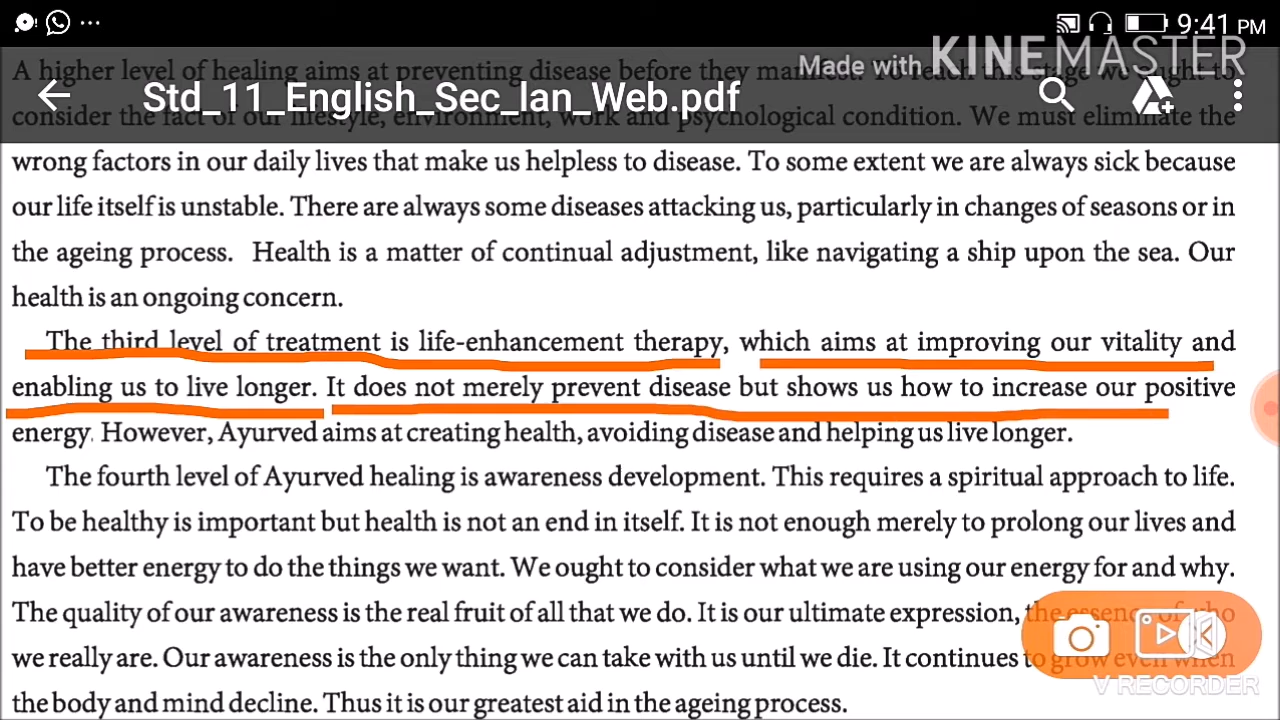 9:41 PM
Made with KINEMASTER
A higher level of healing aims at preventing disease before they
Std_11_English_Sec_lan_Web.pdf
consider the fact of our lifestyle, environment, work and psychological condition. We must eliminate the
wrong factors in our daily lives that make us helpless to disease. To some extent we are always sick because
our life itself is unstable. There are always some diseases attacking us, particularly in changes of seasons or in
the ageing process. Health is a matter of continual adjustment, like navigating a ship upon the sea. Our
health is an ongoing concern.
The third level of treatment is life-enhancement therapy, which aims at improving our vitality and
enabling us to live longer. It does not merely prevent disease but shows us how to increase our positive
energy. However, Ayurved aims at creating health, avoiding disease and helping us live longer.
The fourth level of Ayurved healing is awareness development. This requires a spiritual approach to life.
To be healthy is important but health is not an end in itself. It is not enough merely to prolong our lives and
have better energy to do the things we want. We ought to consider what we are using our energy for and why.
The quality of our awareness is the real fruit of all that we do. It is our ultimate expression, the essence of who
we really are. Our awareness is the only thing we can take with us until we die. It continues to grow even when
V RECORDER
the body and mind decline. Thus it is our greatest aid in the ageing process.